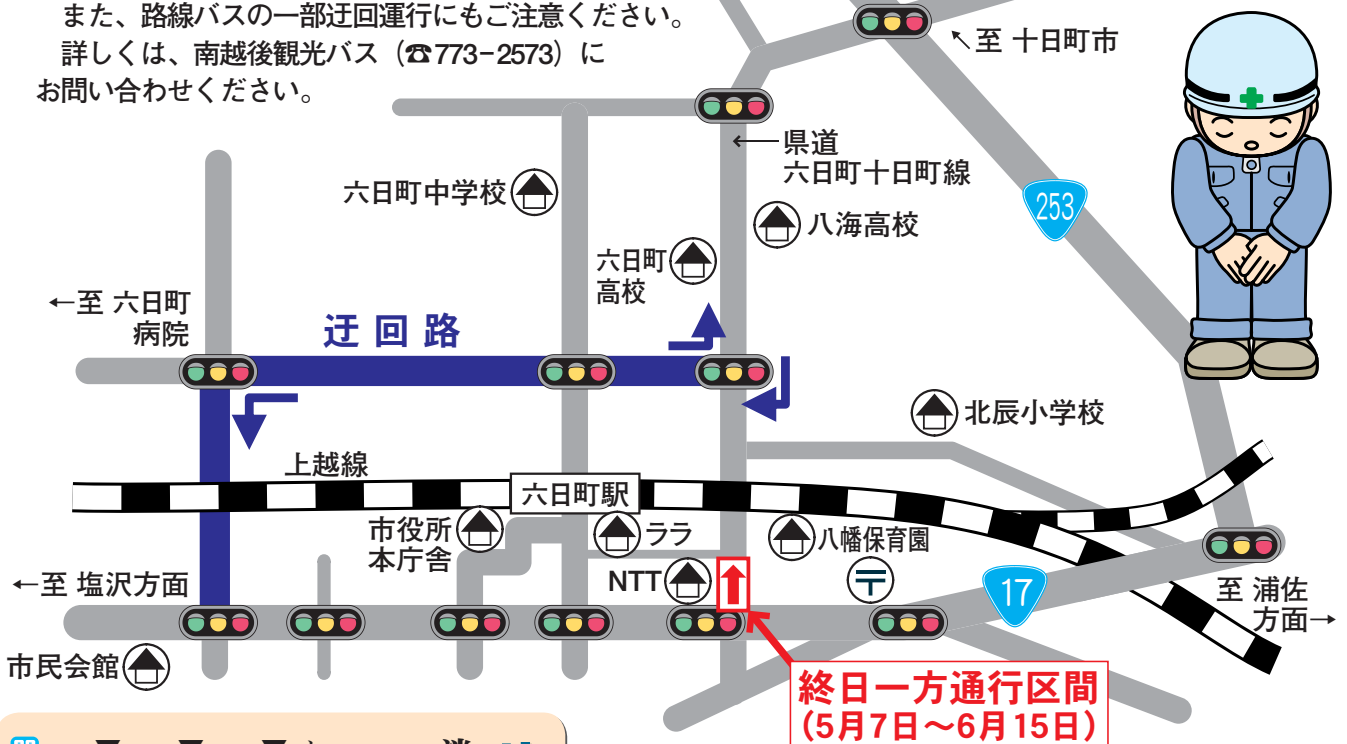 また、路線バスの一部迂回運行にもご注意ください。
詳しくは、南越後観光バス（☎773−2573）に
お問い合わせください。
↖至 十日町市
←県道
六日町十日町線
六日町中学校
八海高校
253
六日町
高校
←至 六日町
病院
迂回路
北辰小学校
上越線
六日町駅
市役所
本庁舎
ララ
八幡保育園
NTT
〒
17
←至 塩沢方面
至 浦佐
方面→
市民会館
終日一方通行区間
（5月7日〜6月15日）